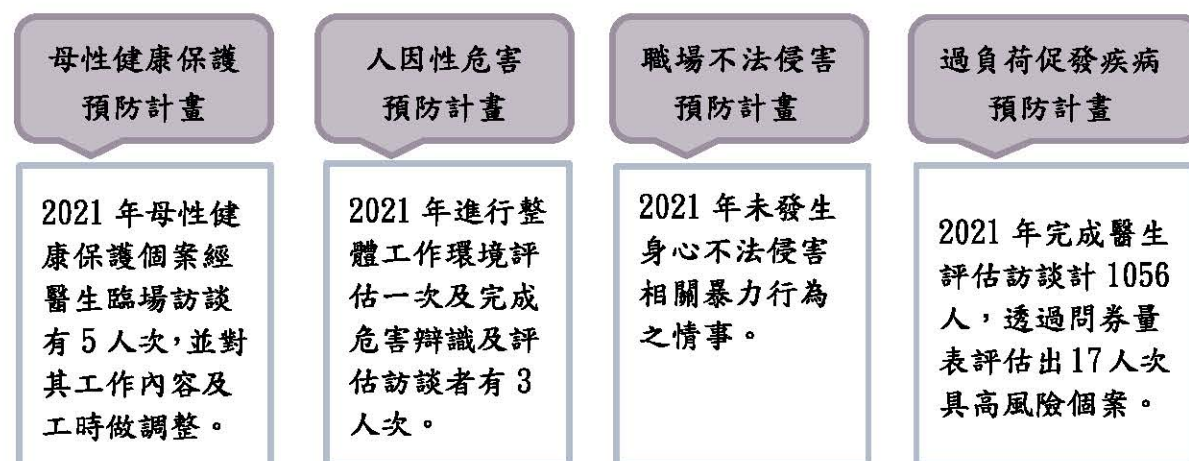 母性健康保護
預防計畫
2021 年母性健
康保護個案經
醫生臨場訪談
有 5 人次，並對
其工作內容及
工時做調整。
人因性危害
預防計畫
2021 年進行整
體工作環境評
估一次及完成
危害辯識及評
估訪談者有 3
人次。
職場不法侵害
預防計畫
2021 年未發生
身心不法侵害
相關暴力行為
之情事。
過負荷促發疾病
預防計畫
2021 年完成醫生
評估訪談計 1056
人，透過問券量
表評估出 17 人次
具高風險個案。